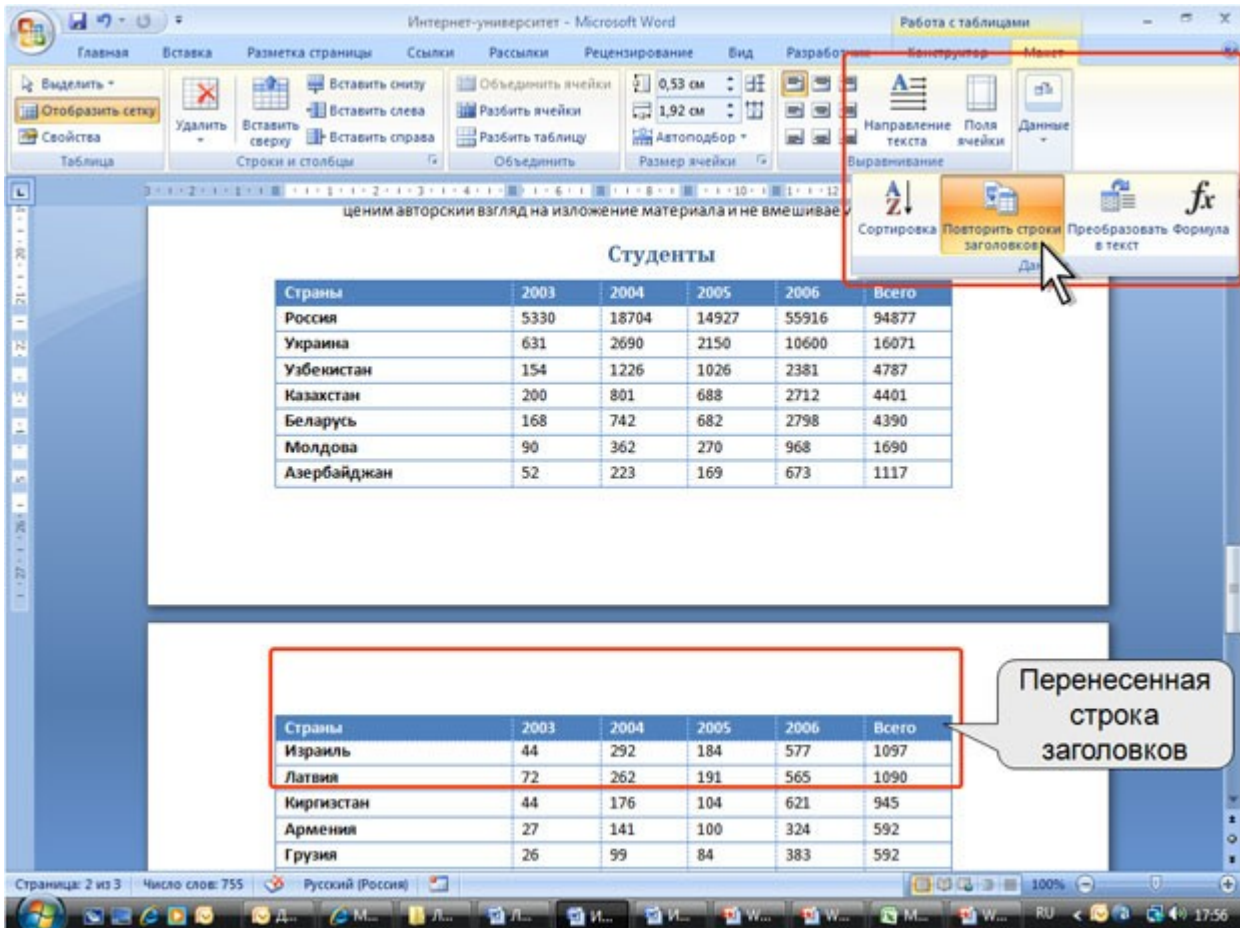 Интернет-университет - Microsoft Word
Работа с таблицами
Главная Вставка Разметка страницы Ссылки Рассылки Рецензирование Вид Разработчик Конструктор Макет
Выделить
Отобразить сетку
Свойства
Таблица
Удалить
Вставить сверху
Вставить снизу
Вставить слева
Вставить справа
Строки и столбцы
Объединить ячейки
Разбить ячейки
Разбить таблицу
Объединить
0,53 см
1,92 см
Автоподбор
Размер ячейки
Направление текста
Поля ячейки
Выравнивание
Данные
Сортировка
Повторить строки заголовков
Преобразовать в текст
Формула
ценим авторский взгляд на изложение материала и не
Студенты
Страны 2003 2004 2005 2006 Всего
Россия 5330 18704 14927 55916 94877
Украина 631 2690 2150 10600 16071
Узбекистан 154 1226 1026 2381 4787
Казахстан 200 801 688 2712 4401
Беларусь 168 742 682 2798 4390
Молдова 90 362 270 968 1690
Азербайджан 52 223 169 673 1117
Перенесенная
строка
заголовков
Страны 2003 2004 2005 2006 Всего
Израиль 44 292 184 577 1097
Латвия 72 262 191 565 1090
Киргизстан 44 176 104 621 945
Армения 27 141 100 324 592
Грузия 26 99 84 383 592
Страница: 2 из 3 Число слов: 755 Русский (Россия) 100%
Д... М... Л... Л... И... И... W... W... М... W... RU 17:56